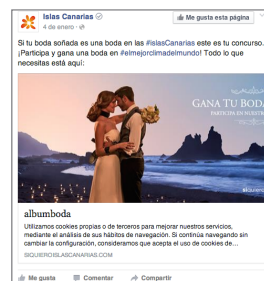 Islas Canarias
Me gusta esta página
4 de enero
Si tu boda soñada es una boda en las #islasCanarias este es tu concurso.
¡Participa y gana una boda en #elmejorclimadelmundo! Todo lo que
necesitas está aquí:
GANA TU BODA
PARTICIPA EN NUESTRO
siquiero
albumboda
Utilizamos cookies propias o de terceros para mejorar nuestros servicios,
mediante el análisis de sus hábitos de navegación. Si continúa navegando sin
cambiar la configuración, consideramos que acepta el uso de cookies de...
SIQUIEROISLASCANARIAS.COM
Me gusta Comentar Compartir